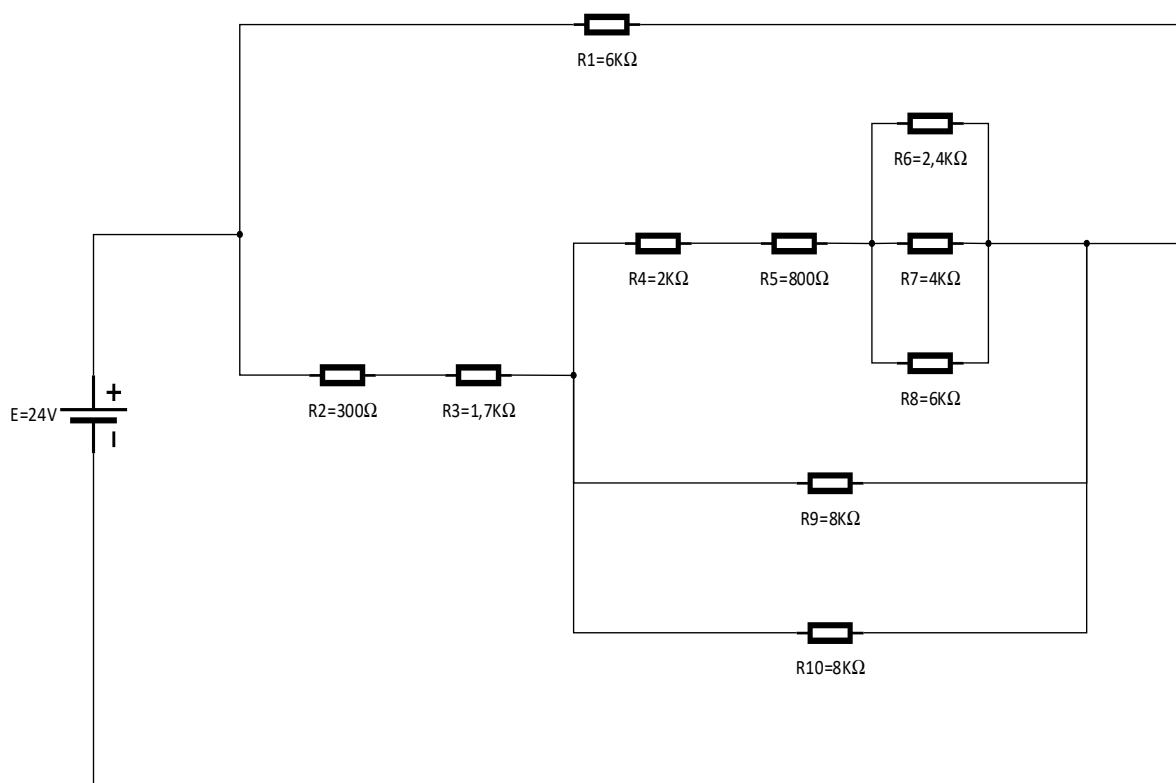 R1=6KΩ
R6=2,4KΩ
R4=2KΩ
R5=800Ω
R7=4KΩ
R2=300Ω
R3=1,7KΩ
R8=6KΩ
E=24V
+
–
R9=8KΩ
R10=8KΩ